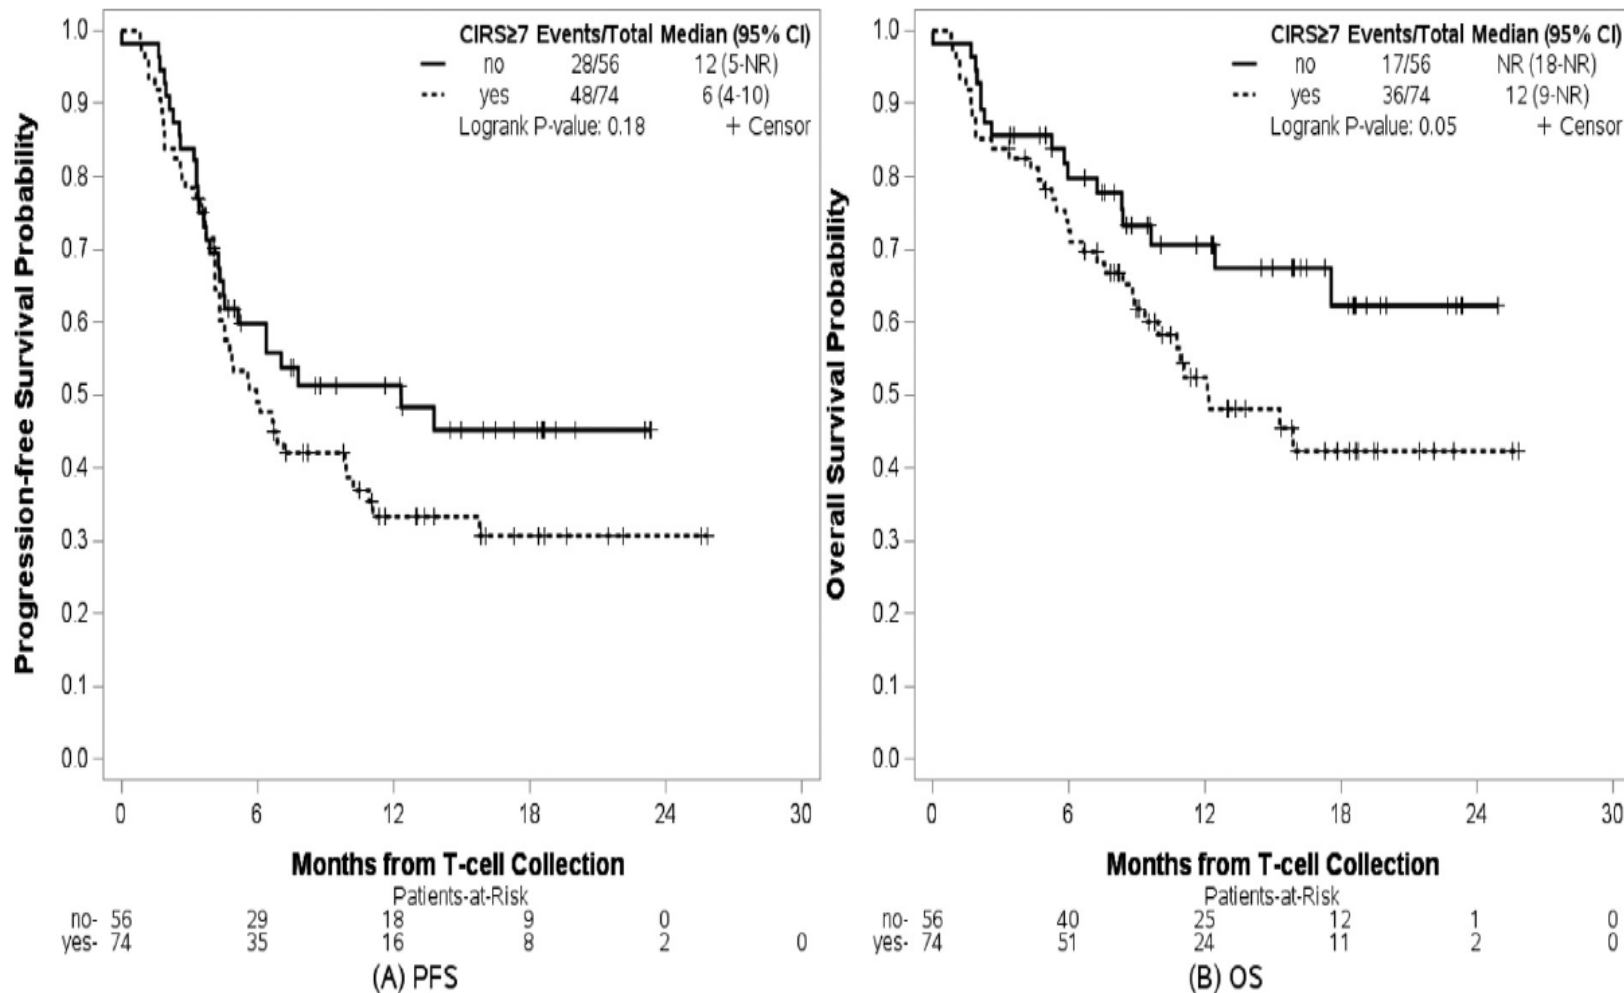 CIRS≥7 Events/Total Median (95% CI)
no 28/56 12 (5-NR)
yes 48/74 6 (4-10)
Logrank P-value: 0.18 + Censor
Progression-free Survival Probability
1.0
0.9
0.8
0.7
0.6
0.5
0.4
0.3
0.2
0.1
0.0
0 6 12 18 24 30
Months from T-cell Collection
Patients-at-Risk
no- 56 29 18 9 0
yes- 74 35 16 8 2 0
(A) PFS
CIRS≥7 Events/Total Median (95% CI)
no 17/56 NR (18-NR)
yes 36/74 12 (9-NR)
Logrank P-value: 0.05 + Censor
Overall Survival Probability
1.0
0.9
0.8
0.7
0.6
0.5
0.4
0.3
0.2
0.1
0.0
0 6 12 18 24 30
Months from T-cell Collection
Patients-at-Risk
no- 56 40 25 12 1 0
yes- 74 51 24 11 2 0
(B) OS